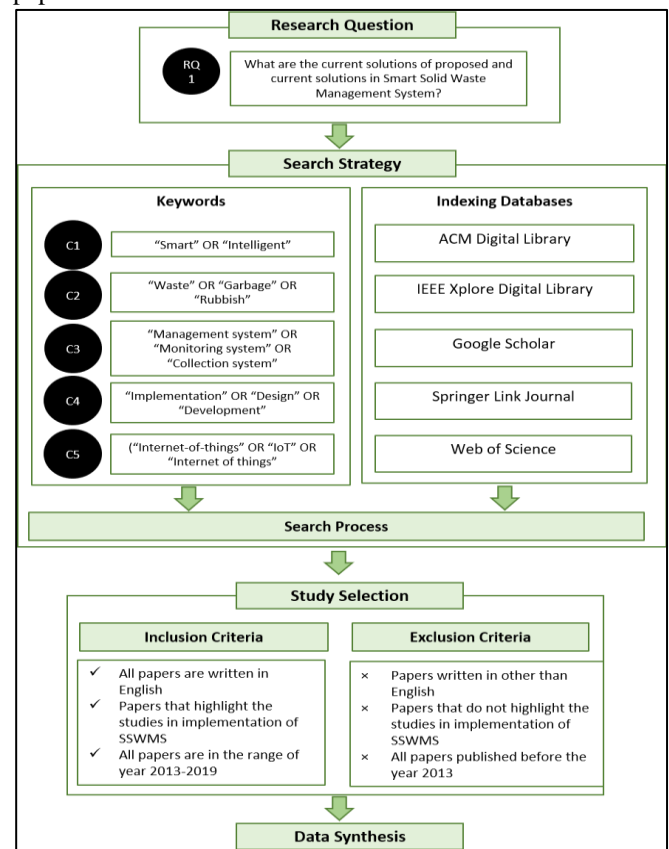 Research Question
RQ
1
What are the current solutions of proposed and
current solutions in Smart Solid Waste
Management System?
Search Strategy
Keywords
C1
“Smart” OR “Intelligent”
C2
“Waste” OR “Garbage” OR
“Rubbish”
C3
“Management system” OR
“Monitoring system” OR
“Collection system”
C4
“Implementation” OR “Design” OR
“Development”
C5
(“Internet-of-things” OR “IoT” OR
“Internet of things”
Indexing Databases
ACM Digital Library
IEEE Xplore Digital Library
Google Scholar
Springer Link Journal
Web of Science
Search Process
Study Selection
Inclusion Criteria
✓ All papers are written in
English
✓ Papers that highlight the
studies in implementation of
SSWMS
✓ All papers are in the range of
year 2013-2019
Exclusion Criteria
× Papers written in other than
English
× Papers that do not highlight the
studies in implementation of
SSWMS
× All papers published before the
year 2013
Data Synthesis